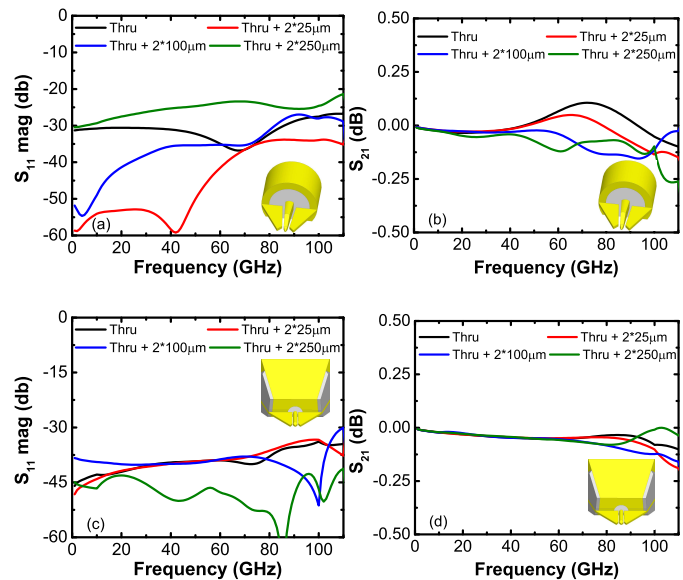 0
-10
-20
-30
-40
-50
-60
S11 mag (db)
Thru
Thru + 2*25μm
Thru + 2*100μm
Thru + 2*250μm
(a)
0 20 40 60 80 100
Frequency (GHz)
0.50
0.25
0.00
-0.25
-0.50
S21 (dB)
Thru
Thru + 2*25μm
Thru + 2*100μm
Thru + 2*250μm
(b)
0 20 40 60 80 100
Frequency (GHz)
0
-15
-30
-45
-60
S11 mag (db)
Thru
Thru + 2*25μm
Thru + 2*100μm
Thru + 2*250μm
(c)
0 20 40 60 80 100
Frequency (GHz)
0.50
0.25
0.00
-0.25
-0.50
S21 (dB)
Thru
Thru + 2*25μm
Thru + 2*100μm
Thru + 2*250μm
(d)
0 20 40 60 80 100
Frequency (GHz)